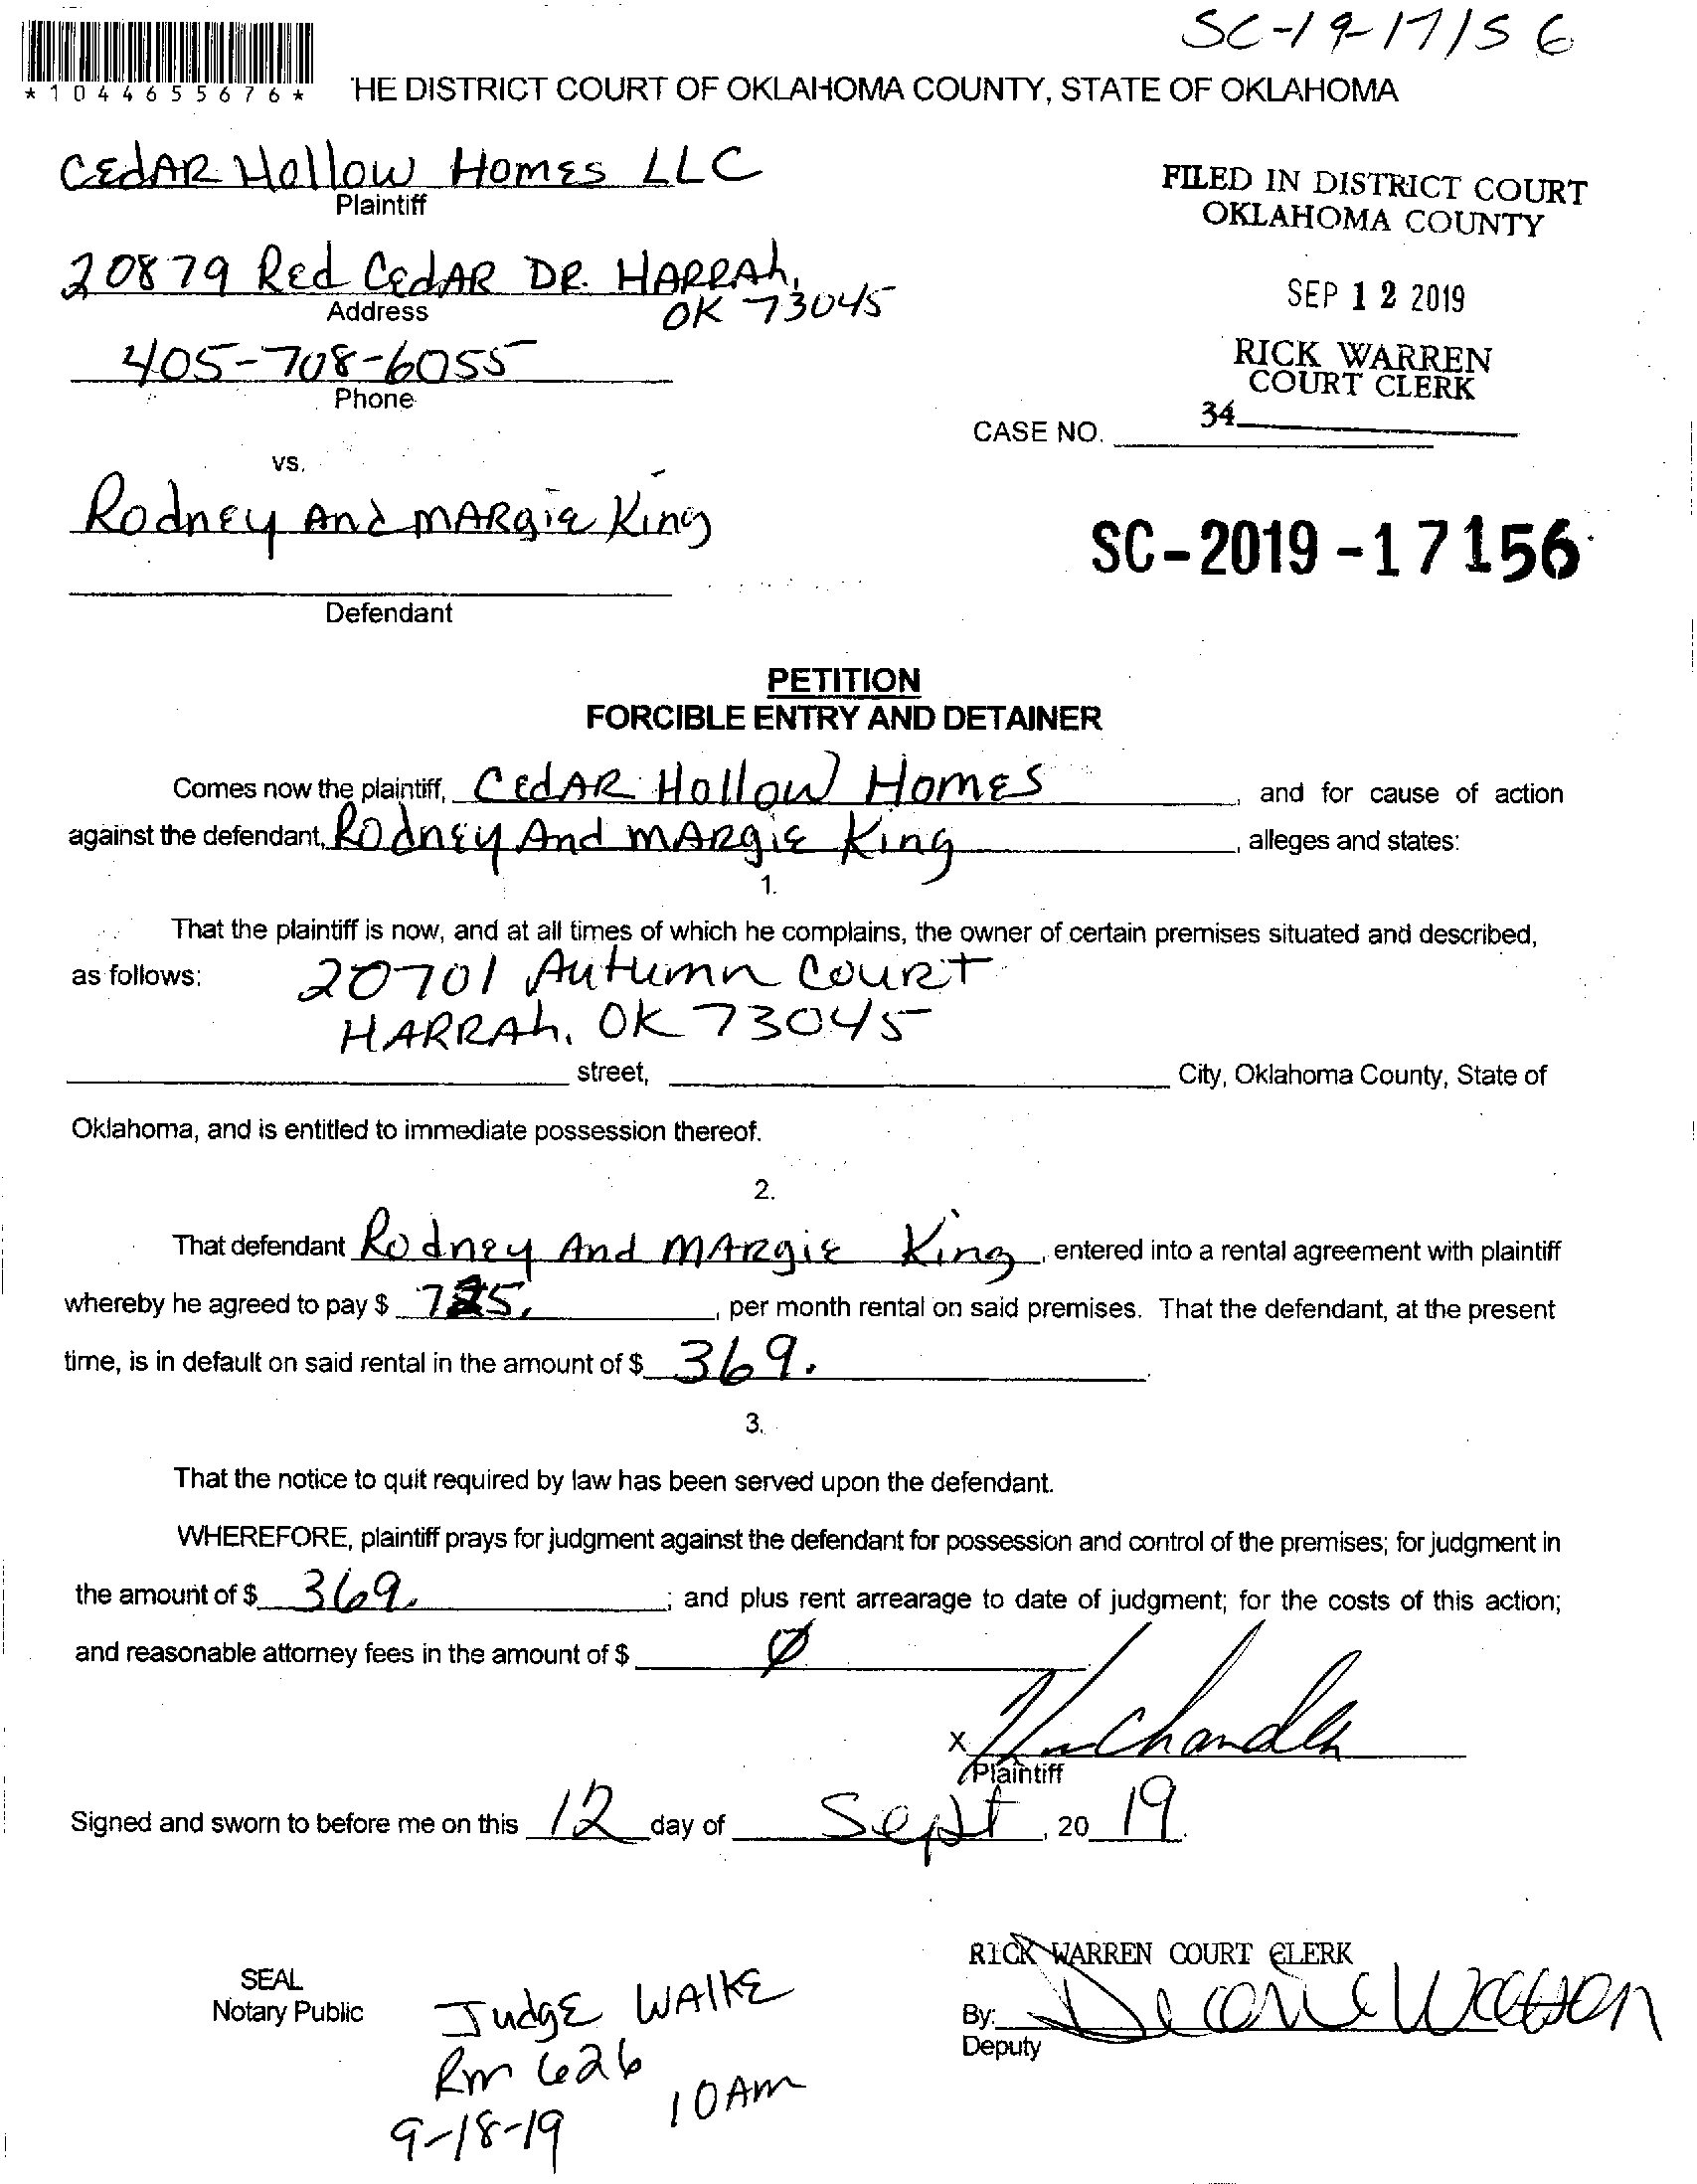 SC-19-17156
*1044655676*
'HE DISTRICT COURT OF OKLAHOMA COUNTY, STATE OF OKLAHOMA
CEdAR Hollow Homes LLC
Plaintiff
FILED IN DISTRICT COURT
OKLAHOMA COUNTY
20879 Red CedAR DR. HARRAh,
OK 73045
Address
SEP 12 2019
405-708-6055
Phone
RICK WARREN
COURT CLERK
34
CASE NO.
vs.
Rodney And MARgie King
SC-2019-17156
Defendant
PETITION
FORCIBLE ENTRY AND DETAINER
Comes now the plaintiff, CedAR Hollow Homes, and for cause of action
against the defendant, Rodney And MARgie King, alleges and states:
1.
That the plaintiff is now, and at all times of which he complains, the owner of certain premises situated and described,
as follows: 20701 Autumn Court
HARRAh, OK 73045
street, City, Oklahoma County, State of
Oklahoma, and is entitled to immediate possession thereof.
2.
That defendant Rodney And MARgie King, entered into a rental agreement with plaintiff
whereby he agreed to pay $ 725., per month rental on said premises. That the defendant, at the present
time, is in default on said rental in the amount of $ 369.
3.
That the notice to quit required by law has been served upon the defendant.
WHEREFORE, plaintiff prays for judgment against the defendant for possession and control of the premises; for judgment in
the amount of $ 369. ; and plus rent arrearage to date of judgment; for the costs of this action;
and reasonable attorney fees in the amount of $ Ø
X Chandler
Plaintiff
Signed and sworn to before me on this 12 day of Sept, 2019.
RICK WARREN COURT CLERK
SEAL
Notary Public
By: Watson
Deputy
Judge WAlKE
Rm 626
10 Am
9-18-19